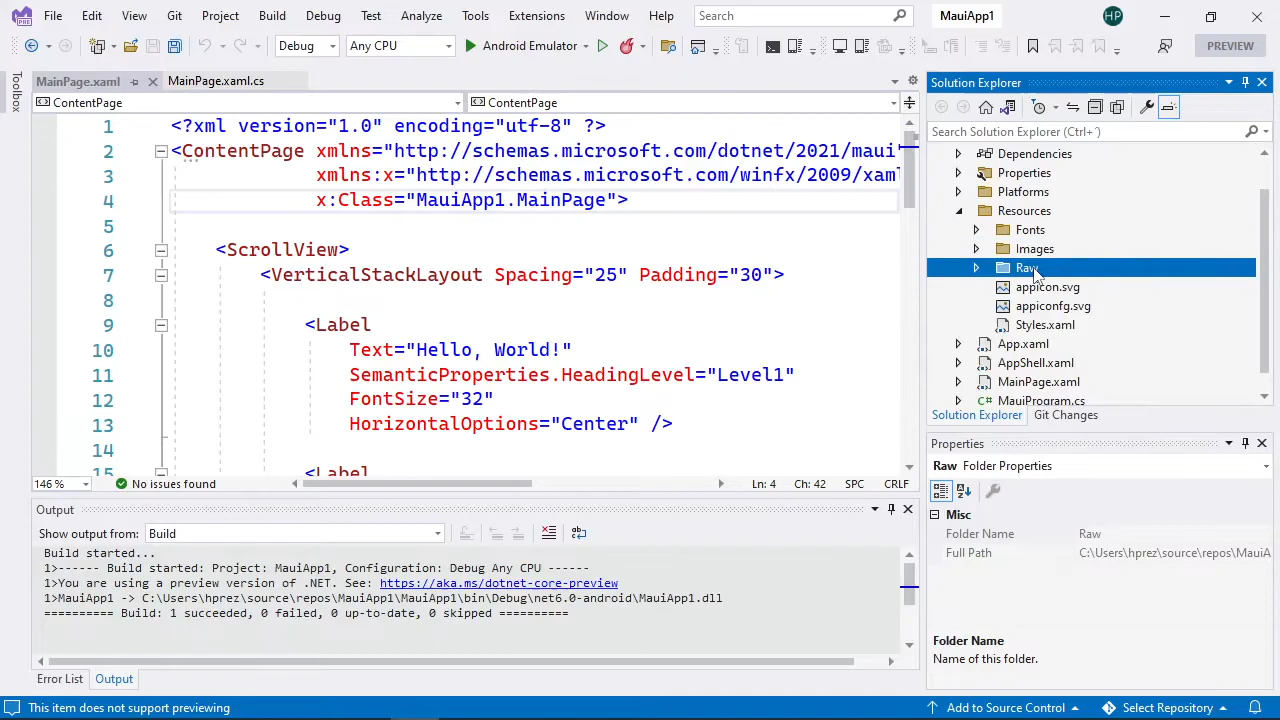 File Edit View Git Project Build Debug Test Analyze Tools Extensions Window Help Search MauiApp1 HP
PRE
Debug Any CPU Android Emulator PREVIEW
Toolbox
MainPage.xaml MainPage.xaml.cs
ContentPage ContentPage
1 <?xml version="1.0" encoding="utf-8" ?>
2 <ContentPage xmlns="http://schemas.microsoft.com/dotnet/2021/maui"
3 xmlns:x="http://schemas.microsoft.com/winfx/2009/xaml
4 x:Class="MauiApp1.MainPage">
5
6 <ScrollView>
7 <VerticalStackLayout Spacing="25" Padding="30">
8
9 <Label
10 Text="Hello, World!"
11 SemanticProperties.HeadingLevel="Level1"
12 FontSize="32"
13 HorizontalOptions="Center" />
14
15 <Label
146 % No issues found Ln: 4 Ch: 42 SPC CRLF
Output
Show output from: Build
Build started...
1>------ Build started: Project: MauiApp1, Configuration: Debug Any CPU ------
1>You are using a preview version of .NET. See: https://aka.ms/dotnet-core-preview
1>MauiApp1 -> C:\Users\hprez\source\repos\MauiApp1\MauiApp1\bin\Debug\net6.0-android\MauiApp1.dll
========== Build: 1 succeeded, 0 failed, 0 up-to-date, 0 skipped ==========
Error List Output
Solution Explorer
Search Solution Explorer (Ctrl+´)
Dependencies
Properties
Platforms
Resources
Fonts
Images
Raw
appicon.svg
appiconfg.svg
Styles.xaml
App.xaml
AppShell.xaml
MainPage.xaml
MauiProgram.cs
Solution Explorer Git Changes
Properties
Raw Folder Properties
Misc
Folder Name Raw
Full Path C:\Users\hprez\source\repos\MauiA
Folder Name
Name of this folder.
This item does not support previewing Add to Source Control Select Repository